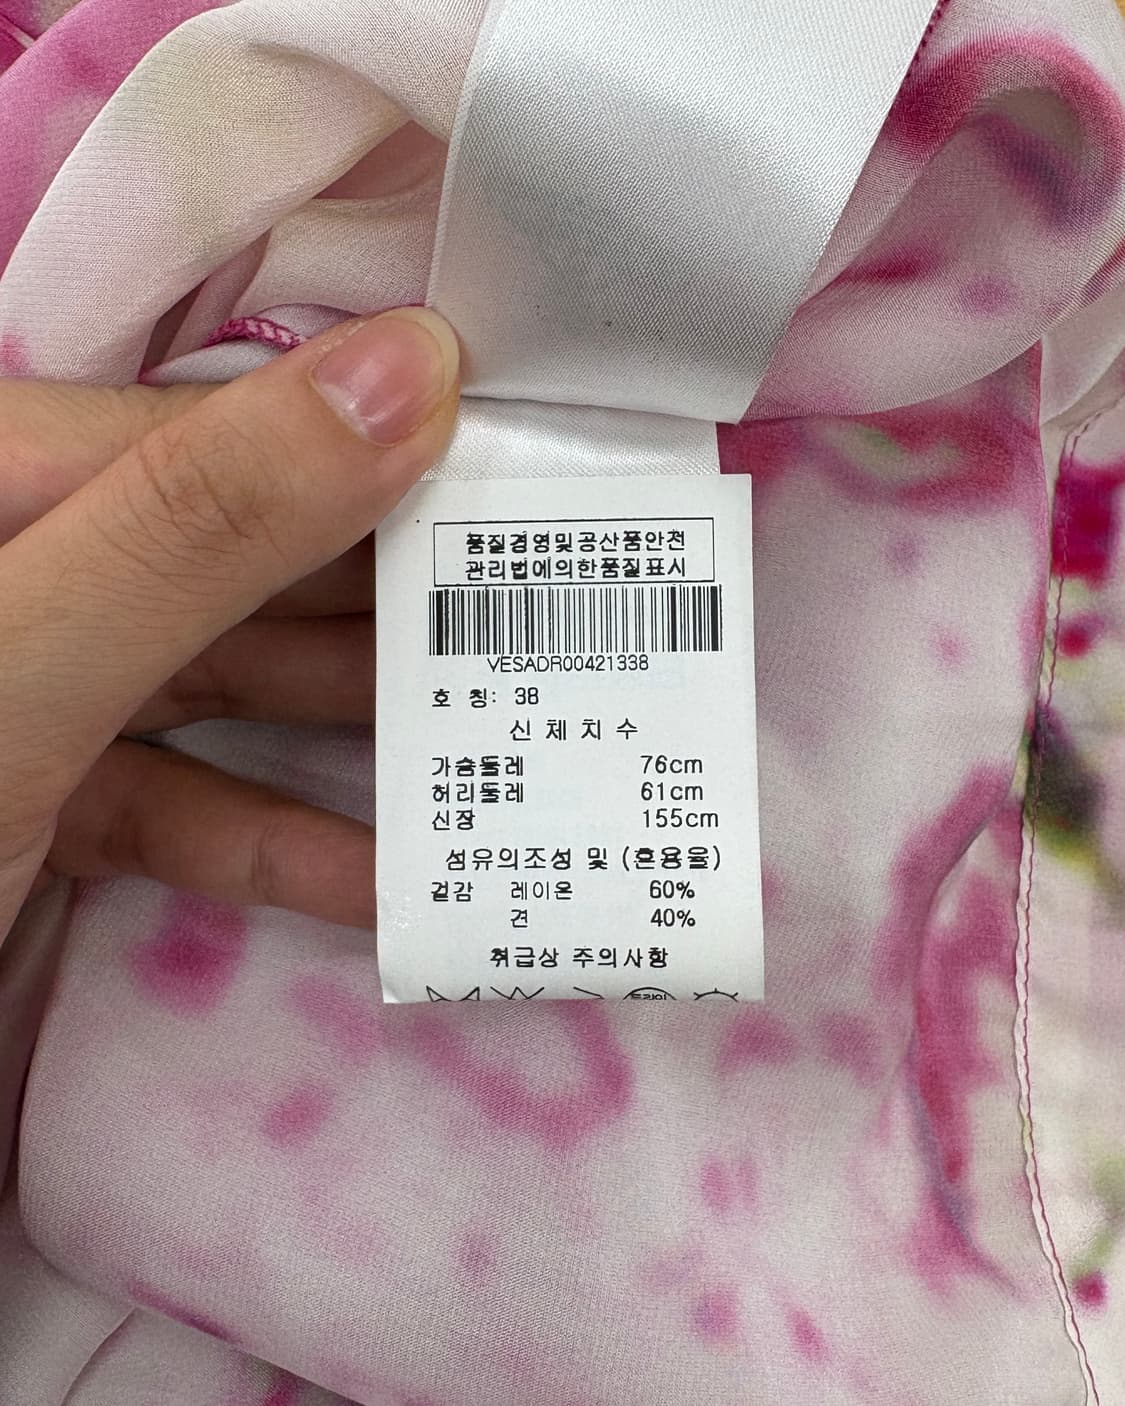 품질경영및공산품안전
관리법에의한품질표시
VESADR00421338
호 칭: 38
신 체 치 수
가슴둘레 76cm
허리둘레 61cm
신장 155cm
섬유의조성 및 (혼용율)
겉감 레이온 60%
견 40%
취급상 주의사항
드라이